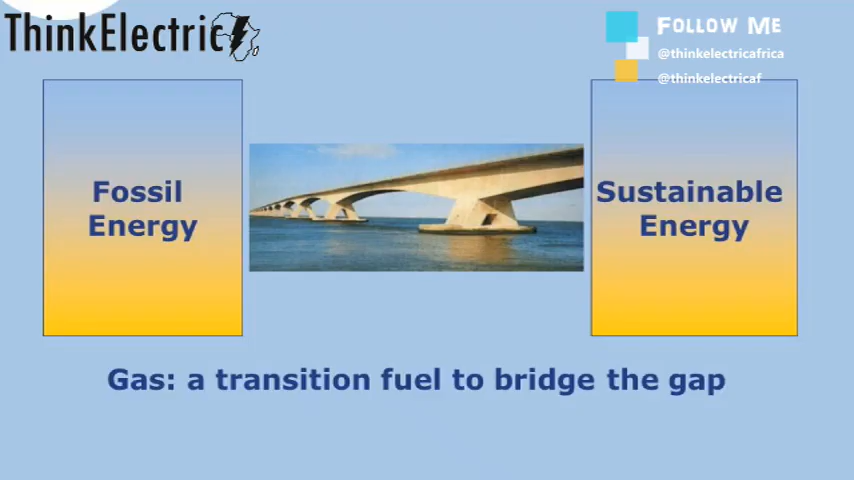 ThinkElectric
Follow Me
@thinkelectricafrica
@thinkelectricaf
Fossil
Energy
Sustainable
Energy
Gas: a transition fuel to bridge the gap